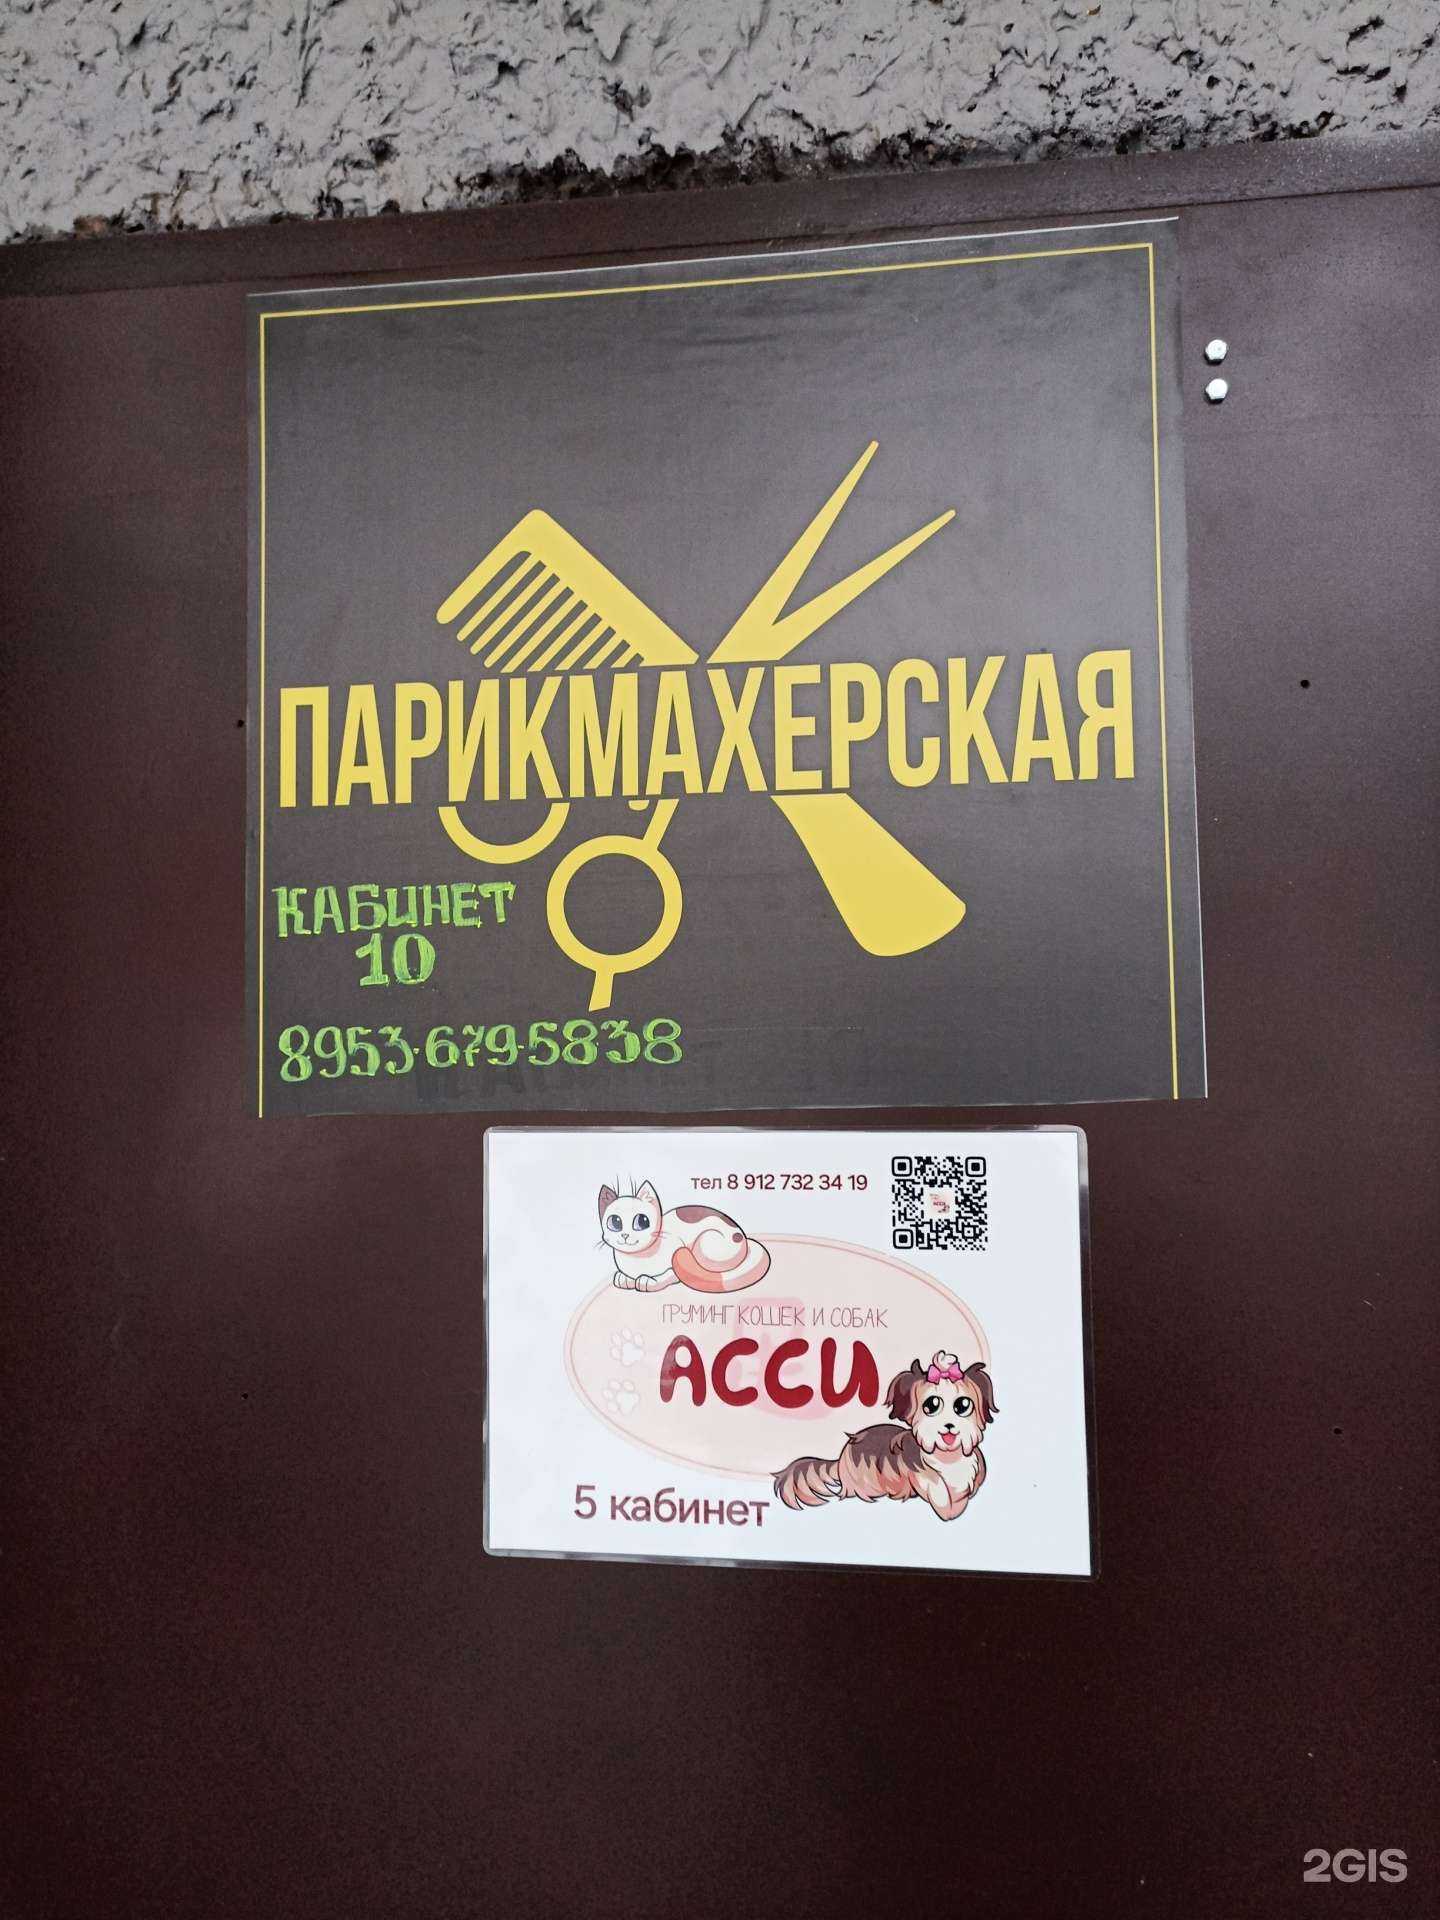 ПАРИКМАХЕРСКАЯ
КАБИНЕТ
10
8953-679-5838
тел 8 912 732 34 19
ГРУМИНГ КОШЕК И СОБАК
АССИ
5 кабинет
2GIS